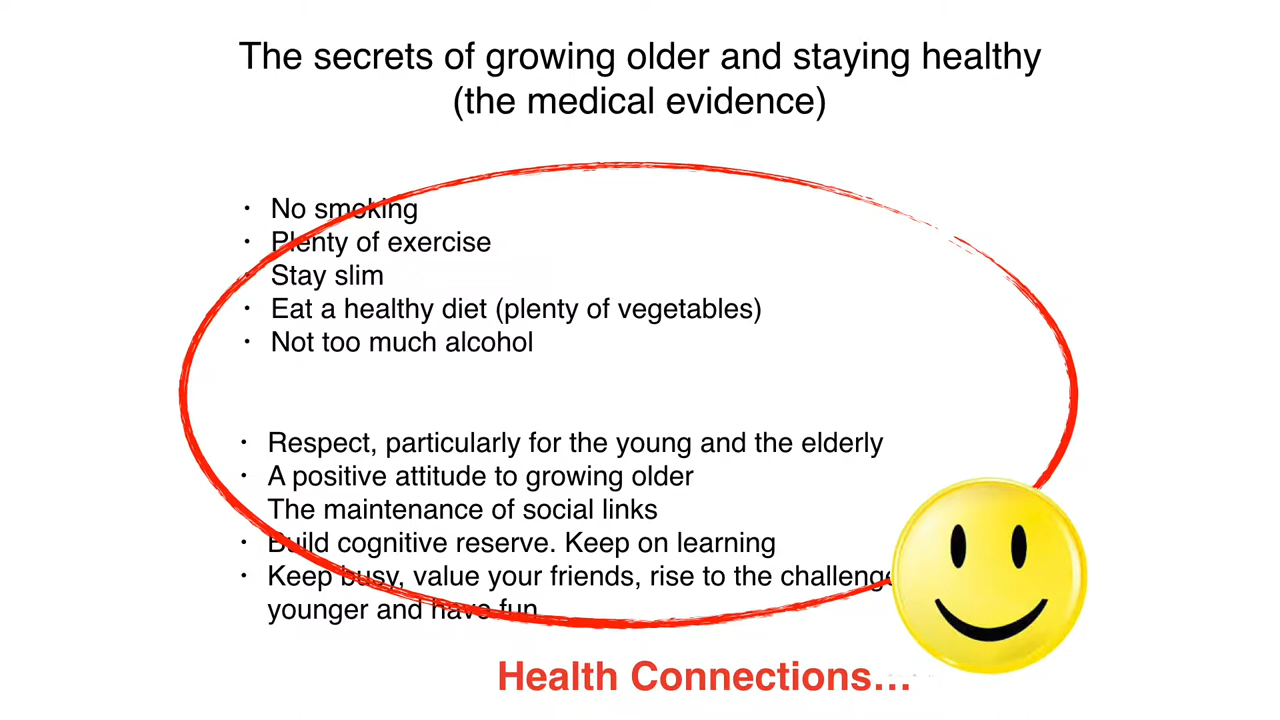 The secrets of growing older and staying healthy
(the medical evidence)
· No smoking
· Plenty of exercise
· Stay slim
· Eat a healthy diet (plenty of vegetables)
· Not too much alcohol
· Respect, particularly for the young and the elderly
· A positive attitude to growing older
The maintenance of social links
· Build cognitive reserve. Keep on learning
· Keep busy, value your friends, rise to the challenge
younger and have fun
Health Connections…